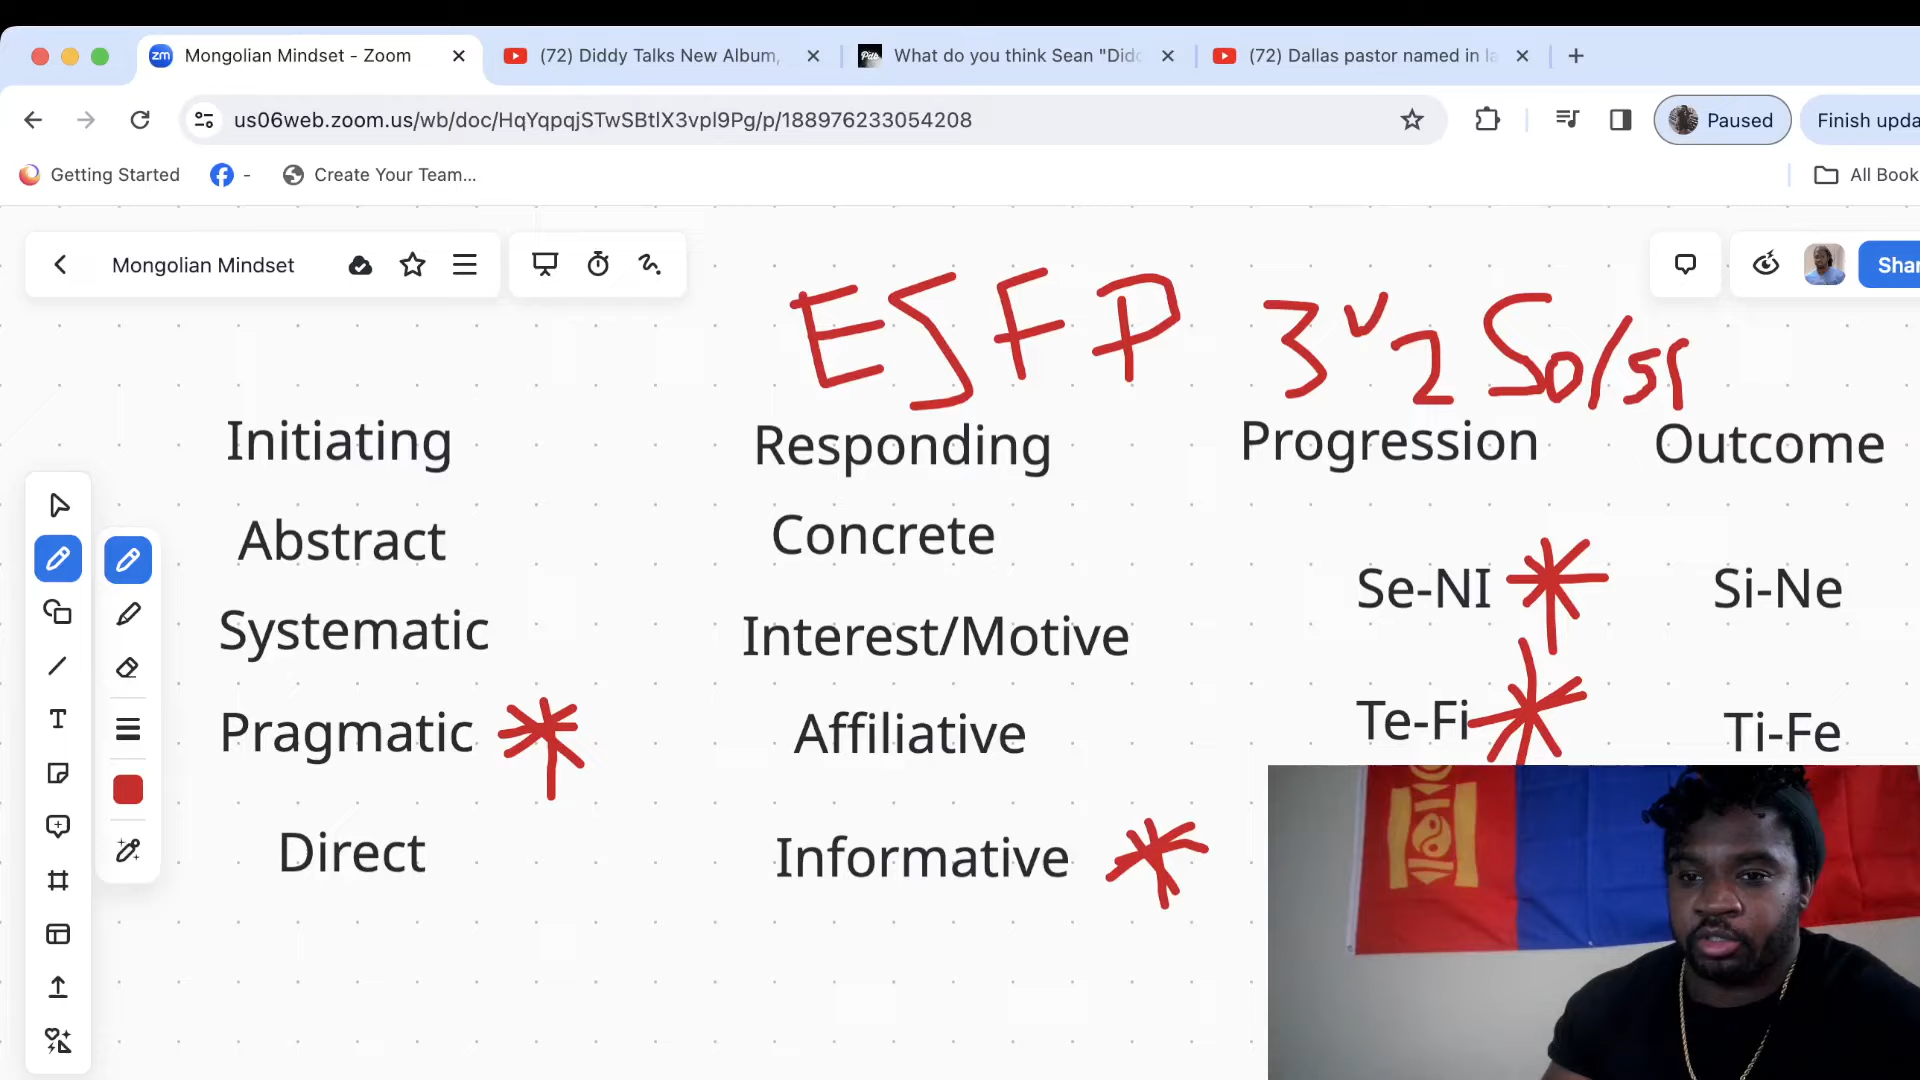 Mongolian Mindset - Zoom
(72) Diddy Talks New Album,
What do you think Sean "Didd
(72) Dallas pastor named in la
us06web.zoom.us/wb/doc/HqYqpqjSTwSBtlX3vpl9Pg/p/188976233054208
Paused
Finish upda
Getting Started
-
Create Your Team...
All Book
Mongolian Mindset
Shar
ESFP 3v2 So/
Initiating Responding Progression Outcome
Abstract Concrete
Se-NI Si-Ne
Systematic Interest/Motive
Te-Fi Ti-Fe
Pragmatic Affiliative
Direct Informative